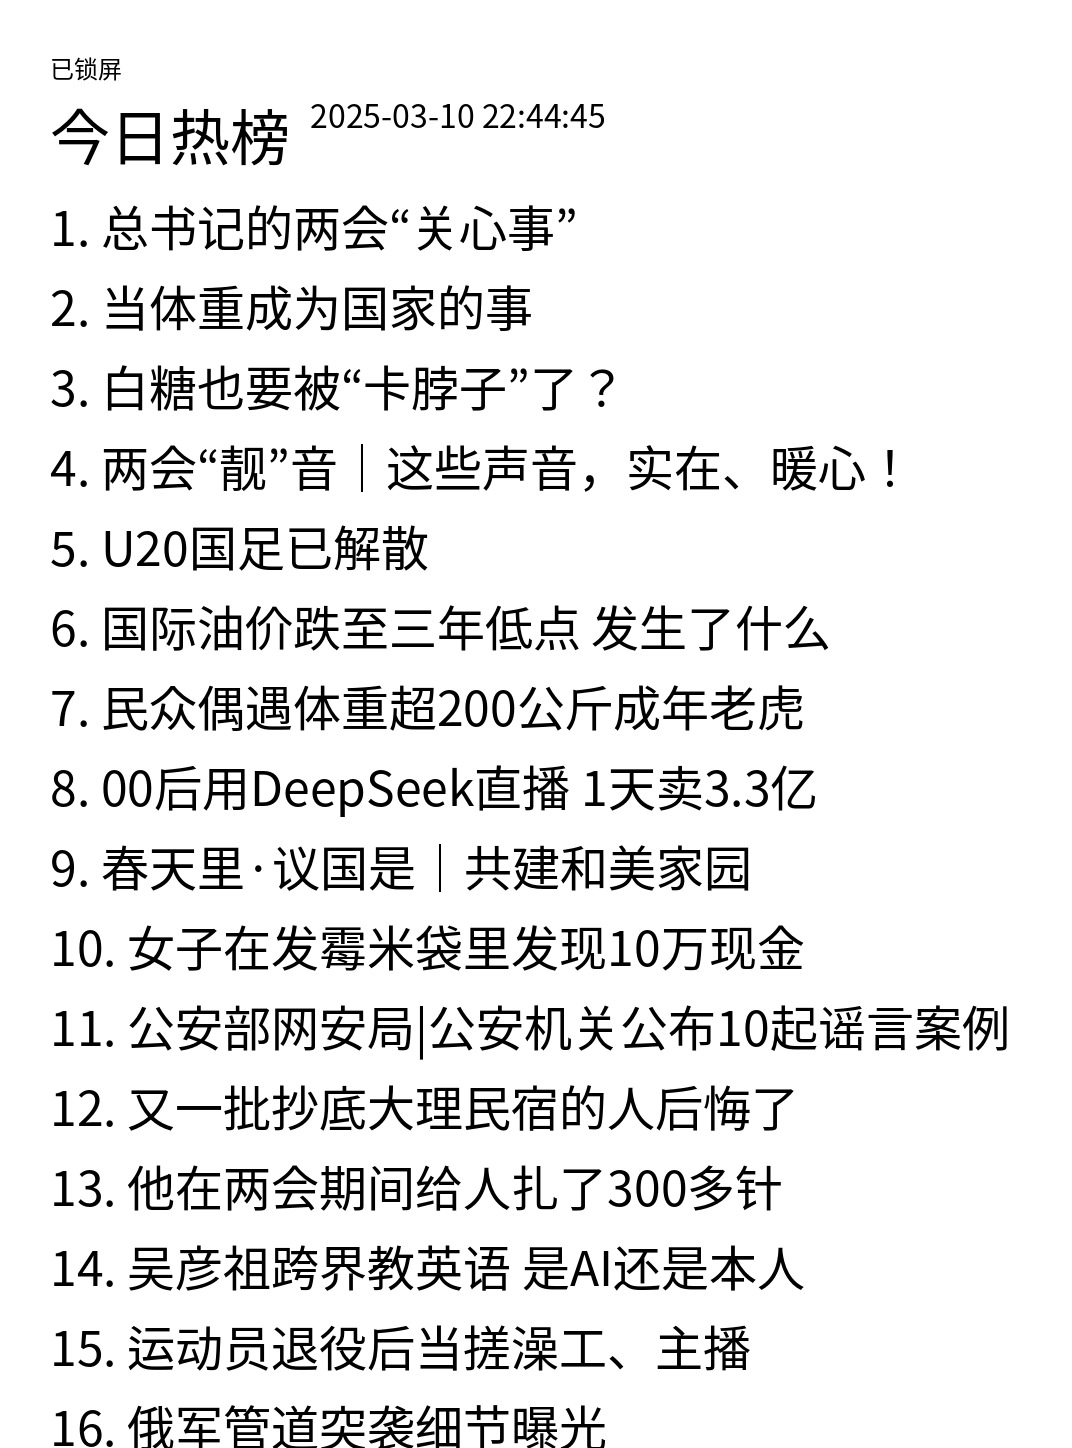 已锁屏
今日热榜 2025-03-10 22:44:45
1. 总书记的两会“关心事”
2. 当体重成为国家的事
3. 白糖也要被“卡脖子”了？
4. 两会“靓”音｜这些声音，实在、暖心！
5. U20国足已解散
6. 国际油价跌至三年低点 发生了什么
7. 民众偶遇体重超200公斤成年老虎
8. 00后用DeepSeek直播 1天卖3.3亿
9. 春天里·议国是｜共建和美家园
10. 女子在发霉米袋里发现10万现金
11. 公安部网安局|公安机关公布10起谣言案例
12. 又一批抄底大理民宿的人后悔了
13. 他在两会期间给人扎了300多针
14. 吴彦祖跨界教英语 是AI还是本人
15. 运动员退役后当搓澡工、主播
16. 俄军管道突袭细节曝光